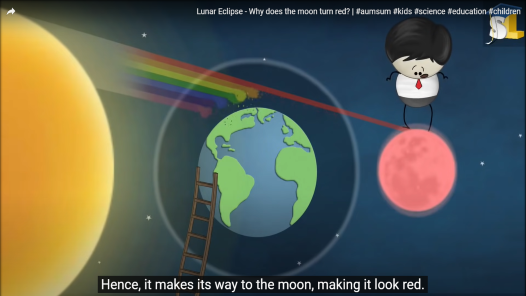 Lunar Eclipse - Why does the moon turn red? | #aumsum #kids #science #education #children
Hence, it makes its way to the moon, making it look red.